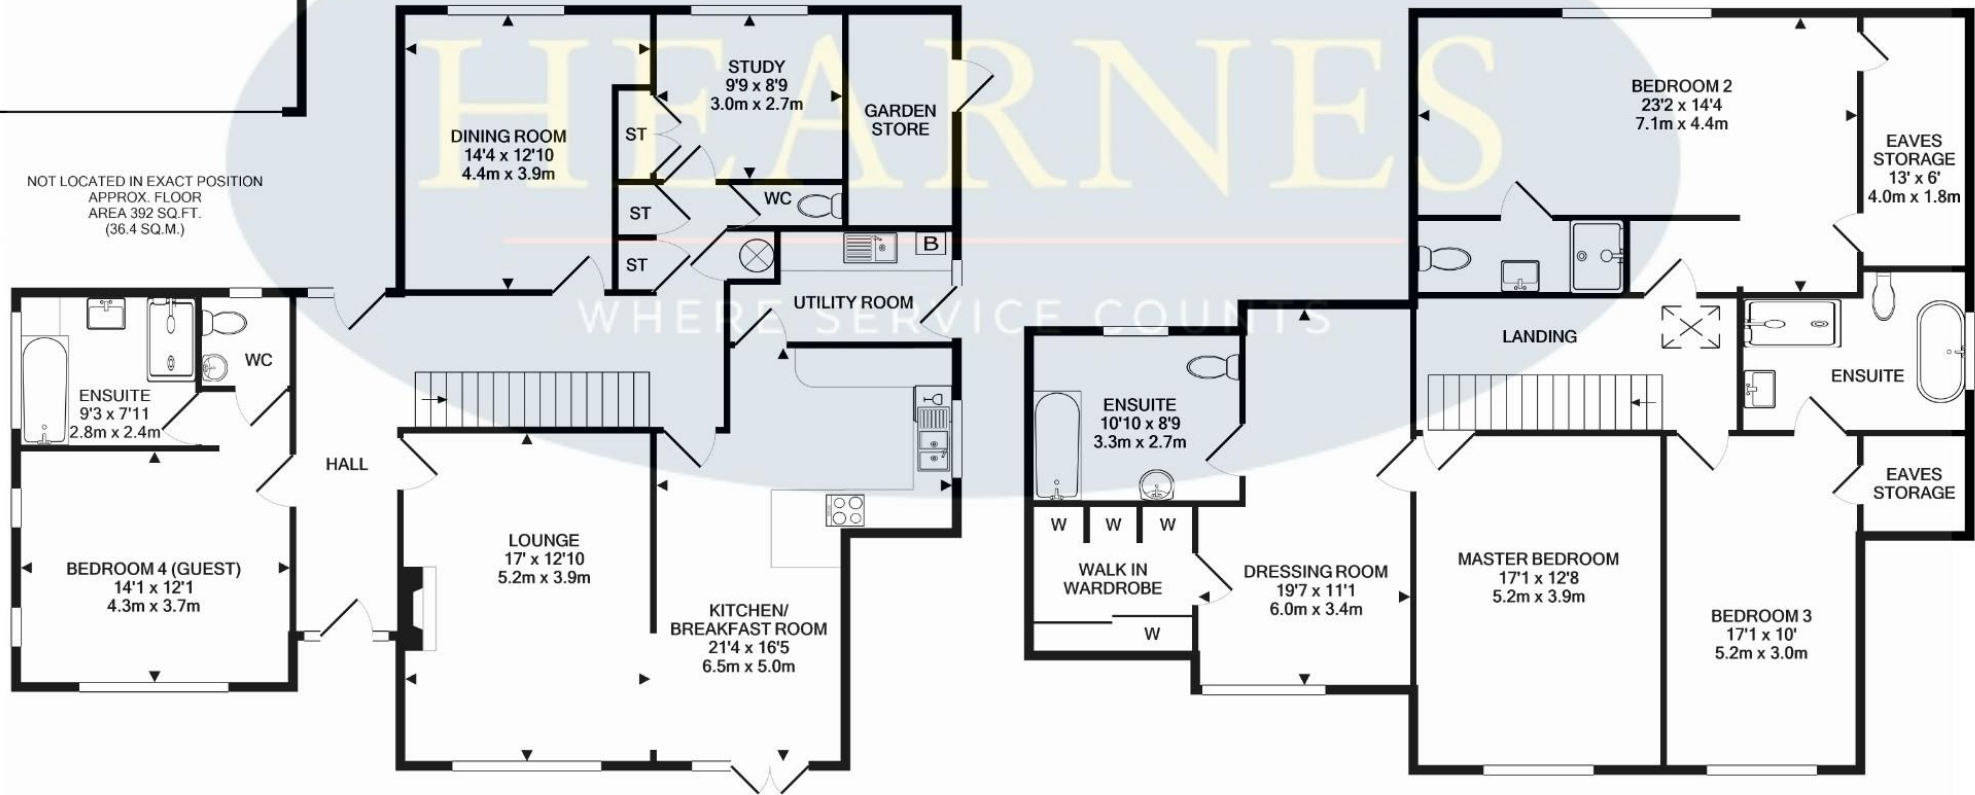 HEARNES
WHERE SERVICE COUNTS
NOT LOCATED IN EXACT POSITION
APPROX. FLOOR
AREA 392 SQ.FT.
(36.4 SQ.M.)
DINING ROOM
14'4 x 12'10
4.4m x 3.9m
STUDY
9'9 x 8'9
3.0m x 2.7m
GARDEN
STORE
ST
ST
ST
WC
B
UTILITY ROOM
WC
ENSUITE
9'3 x 7'11
2.8m x 2.4m
HALL
BEDROOM 4 (GUEST)
14'1 x 12'1
4.3m x 3.7m
LOUNGE
17' x 12'10
5.2m x 3.9m
KITCHEN/
BREAKFAST ROOM
21'4 x 16'5
6.5m x 5.0m
BEDROOM 2
23'2 x 14'4
7.1m x 4.4m
EAVES
STORAGE
13' x 6'
4.0m x 1.8m
LANDING
ENSUITE
ENSUITE
10'10 x 8'9
3.3m x 2.7m
EAVES
STORAGE
W
W
W
WALK IN
WARDROBE
W
DRESSING ROOM
19'7 x 11'1
6.0m x 3.4m
MASTER BEDROOM
17'1 x 12'8
5.2m x 3.9m
BEDROOM 3
17'1 x 10'
5.2m x 3.0m